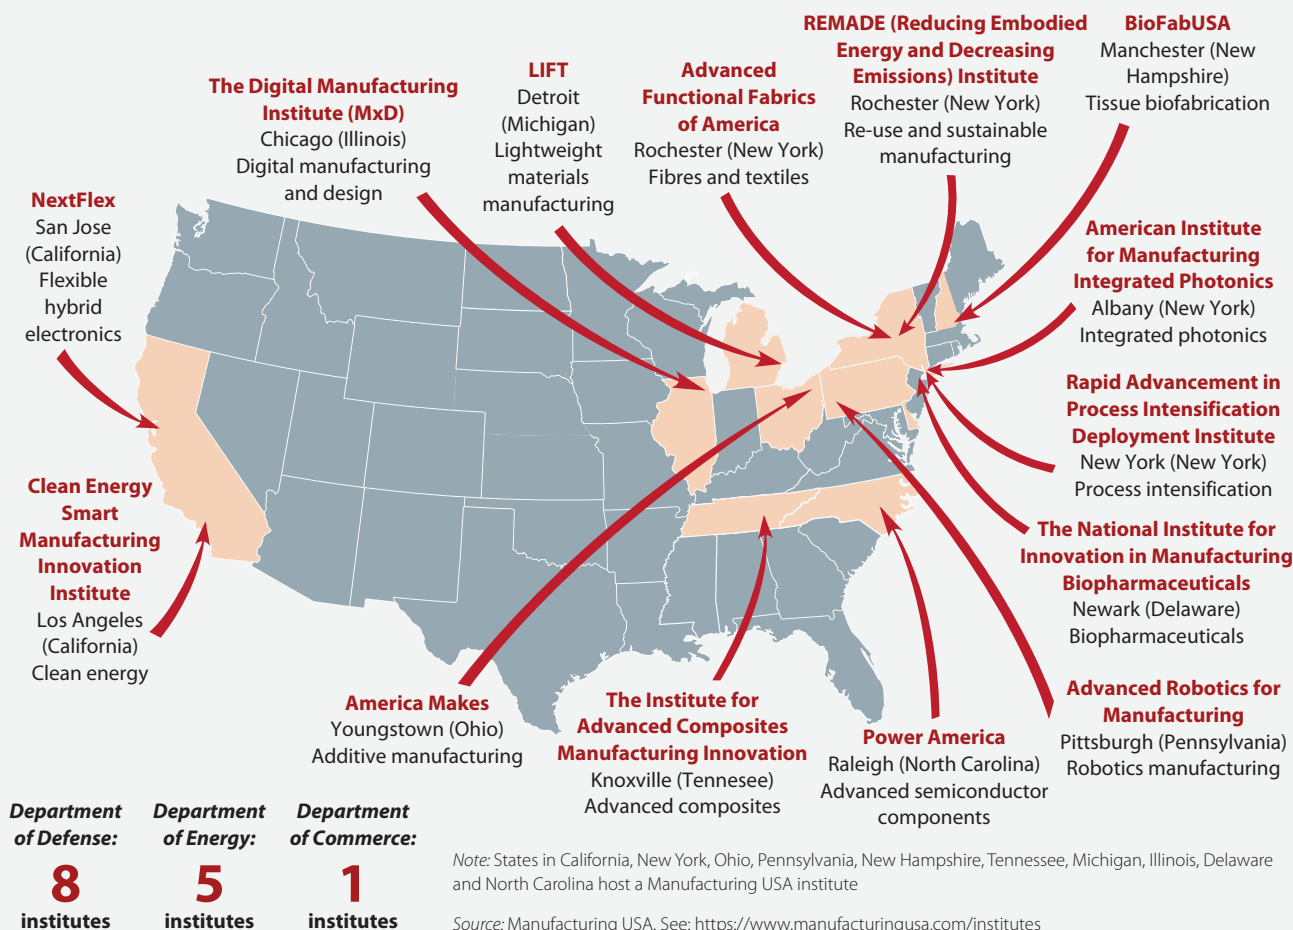 REMADE (Reducing Embodied
Energy and Decreasing
Emissions) Institute
Rochester (New York)
Re-use and sustainable
manufacturing
BioFabUSA
Manchester (New
Hampshire)
Tissue biofabrication
LIFT
Detroit
(Michigan)
Lightweight
materials
manufacturing
Advanced
Functional Fabrics
of America
Rochester (New York)
Fibres and textiles
The Digital Manufacturing
Institute (MxD)
Chicago (Illinois)
Digital manufacturing
and design
NextFlex
San Jose
(California)
Flexible
hybrid
electronics
American Institute
for Manufacturing
Integrated Photonics
Albany (New York)
Integrated photonics
Rapid Advancement in
Process Intensification
Deployment Institute
New York (New York)
Process intensification
Clean Energy
Smart
Manufacturing
Innovation
Institute
Los Angeles
(California)
Clean energy
The National Institute for
Innovation in Manufacturing
Biopharmaceuticals
Newark (Delaware)
Biopharmaceuticals
America Makes
Youngstown (Ohio)
Additive manufacturing
The Institute for
Advanced Composites
Manufacturing Innovation
Knoxville (Tennesee)
Advanced composites
Power America
Raleigh (North Carolina)
Advanced semiconductor
components
Advanced Robotics for
Manufacturing
Pittsburgh (Pennsylvania)
Robotics manufacturing
Department
of Defense:
8
institutes
Department
of Energy:
5
institutes
Department
of Commerce:
1
institutes
Note: States in California, New York, Ohio, Pennsylvania, New Hampshire, Tennessee, Michigan, Illinois, Delaware
and North Carolina host a Manufacturing USA institute
Source: Manufacturing USA. See: https://www.manufacturingusa.com/institutes